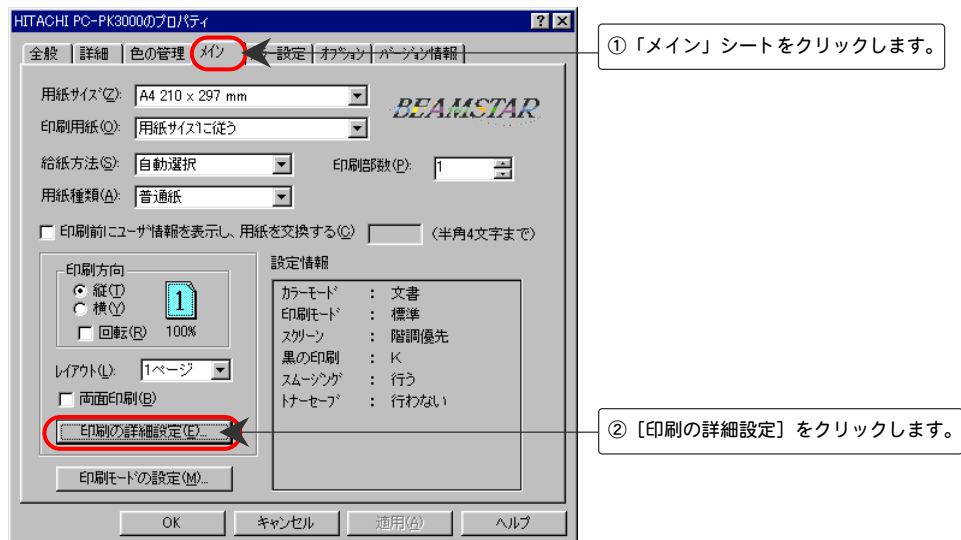 HITACHI PC-PK3000のプロパティ
全般 詳細 色の管理 メイン ー設定 オプション バージョン情報
①「メイン」シートをクリックします。
用紙サイズ(Z): A4 210 x 297 mm
BEAMSTAR
印刷用紙(O): 用紙サイズに従う
給紙方法(S): 自動選択 印刷部数(P): 1
用紙種類(A): 普通紙
印刷前にユーザ情報を表示し、用紙を交換する(C) (半角4文字まで)
印刷方向
縦(T)
横(Y)
1
回転(R) 100%
レイアウト(L): 1ページ
両面印刷(B)
印刷の詳細設定(E)...
印刷モードの設定(M)...
設定情報
カラーモード : 文書
印刷モード : 標準
スクリーン : 階調優先
黒の印刷 : K
スムージング : 行う
トナーセーブ : 行わない
②［印刷の詳細設定］をクリックします。
OK キャンセル 適用(A) ヘルプ